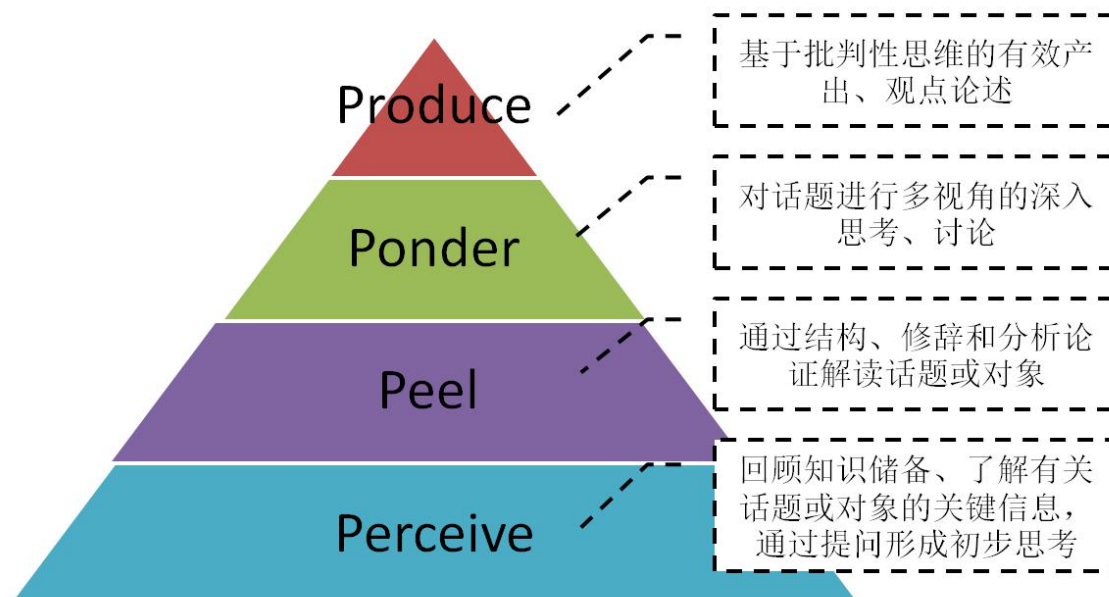 Produce
基于批判性思维的有效产
出、观点论述
Ponder
对话题进行多视角的深入
思考、讨论
Peel
通过结构、修辞和分析论
证解读话题或对象
Perceive
回顾知识储备、了解有关
话题或对象的关键信息，
通过提问形成初步思考